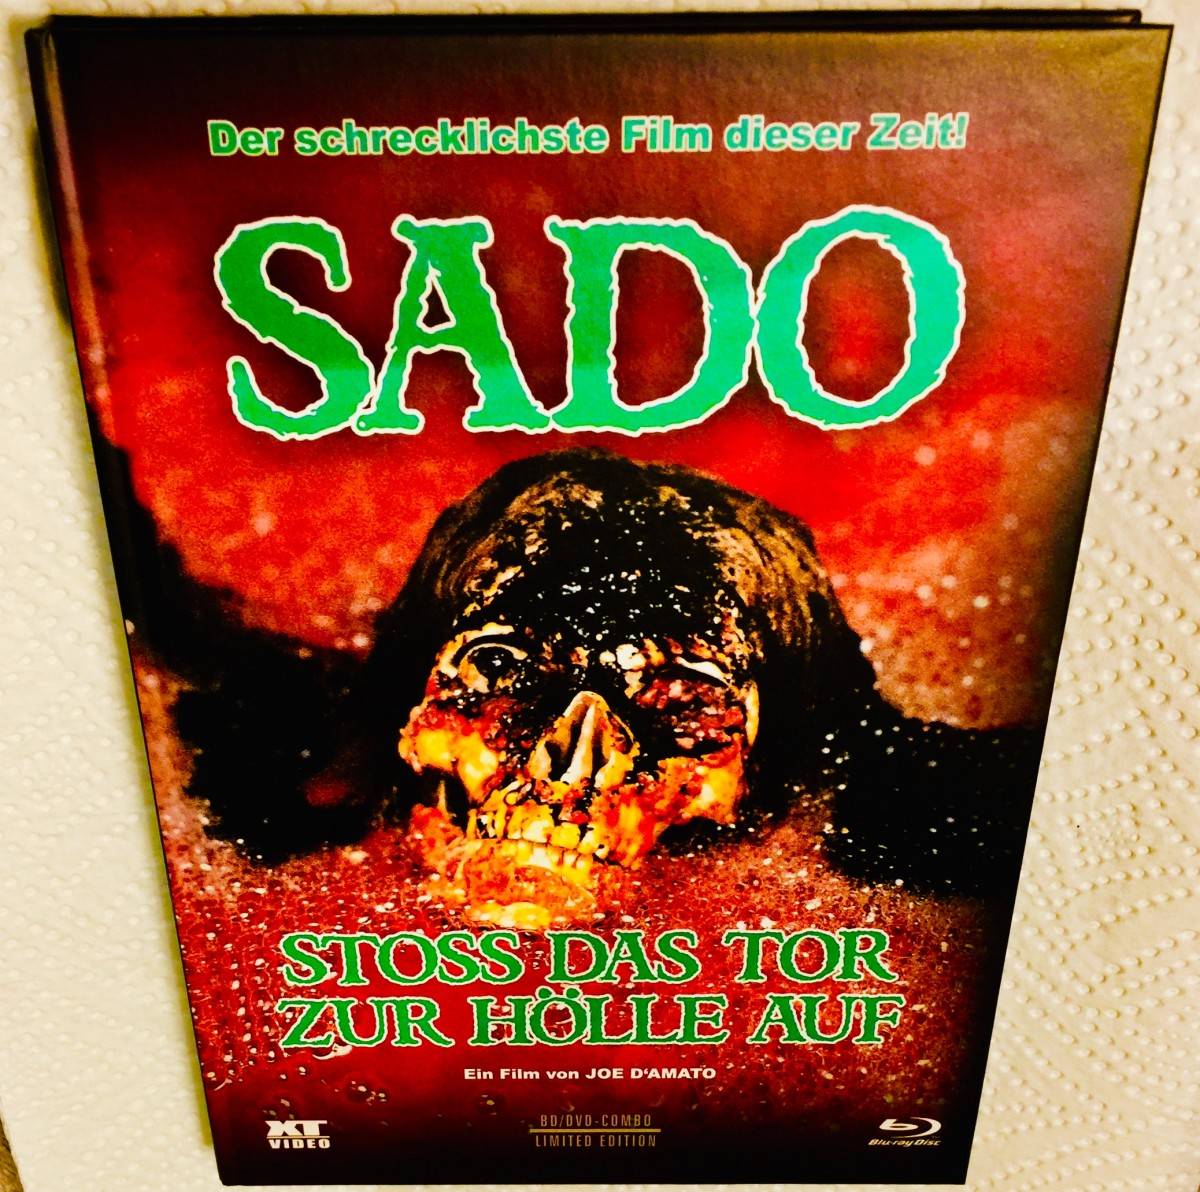 Der schrecklichste Film dieser Zeit!
SADO
STOSS DAS TOR
ZUR HÖLLE AUF
Ein Film von JOE D'AMATO
XT
VIDEO
BD/DVD-COMBO
LIMITED EDITION
Blu-ray Disc